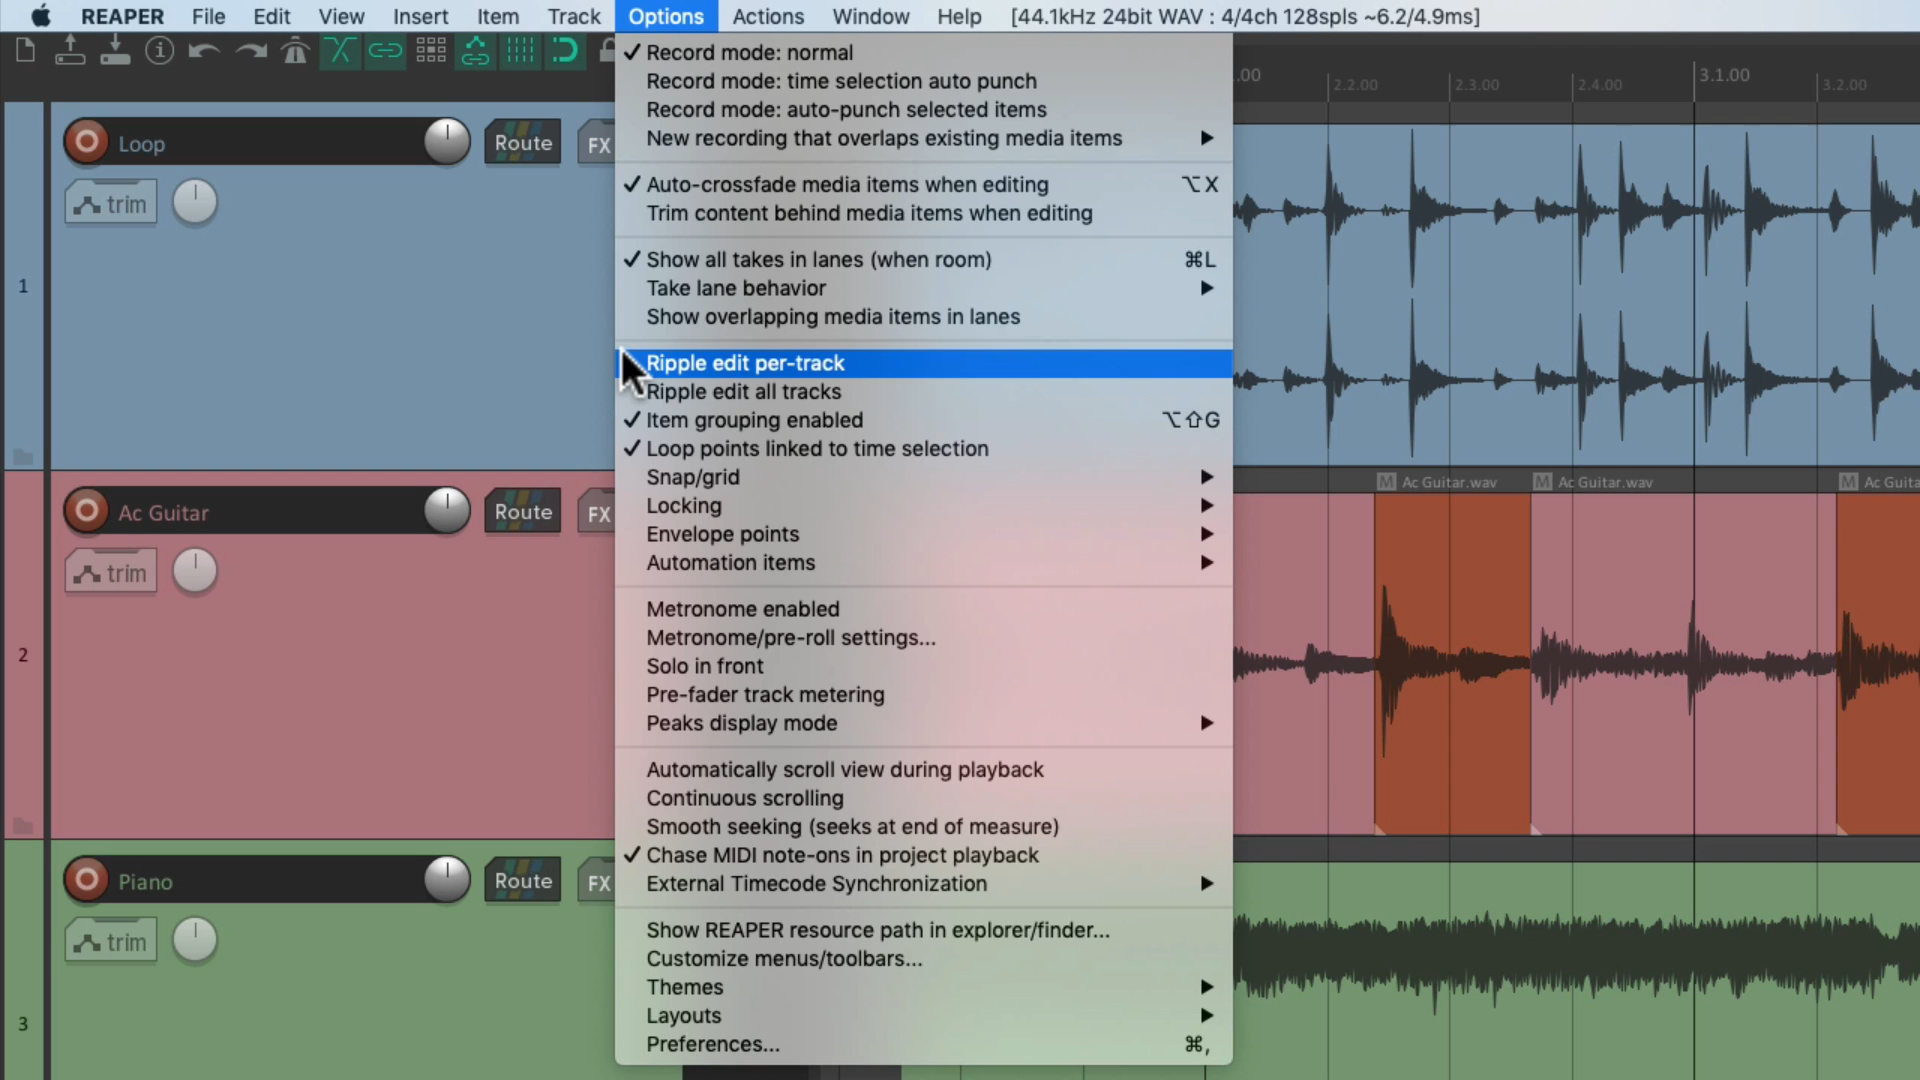 REAPER File Edit View Insert Item Track Options Actions Window Help [44.1kHz 24bit WAV : 4/4ch 128spls ~6.2/4.9ms]
.00 2.2.00 2.3.00 2.4.00 3.1.00 3.2.00
1
Loop
Route
FX
trim
2
Ac Guitar
Route
FX
trim
3
Piano
Route
FX
trim
✓ Record mode: normal
Record mode: time selection auto punch
Record mode: auto-punch selected items
New recording that overlaps existing media items
✓ Auto-crossfade media items when editing ⌥X
Trim content behind media items when editing
✓ Show all takes in lanes (when room) ⌘L
Take lane behavior
Show overlapping media items in lanes
Ripple edit per-track
Ripple edit all tracks
✓ Item grouping enabled ⌥⇧G
✓ Loop points linked to time selection
Snap/grid
Locking
Envelope points
Automation items
Metronome enabled
Metronome/pre-roll settings...
Solo in front
Pre-fader track metering
Peaks display mode
Automatically scroll view during playback
Continuous scrolling
Smooth seeking (seeks at end of measure)
✓ Chase MIDI note-ons in project playback
External Timecode Synchronization
Show REAPER resource path in explorer/finder...
Customize menus/toolbars...
Themes
Layouts
Preferences... ⌘,
M Ac Guitar.wav M Ac Guitar.wav M Ac Guita